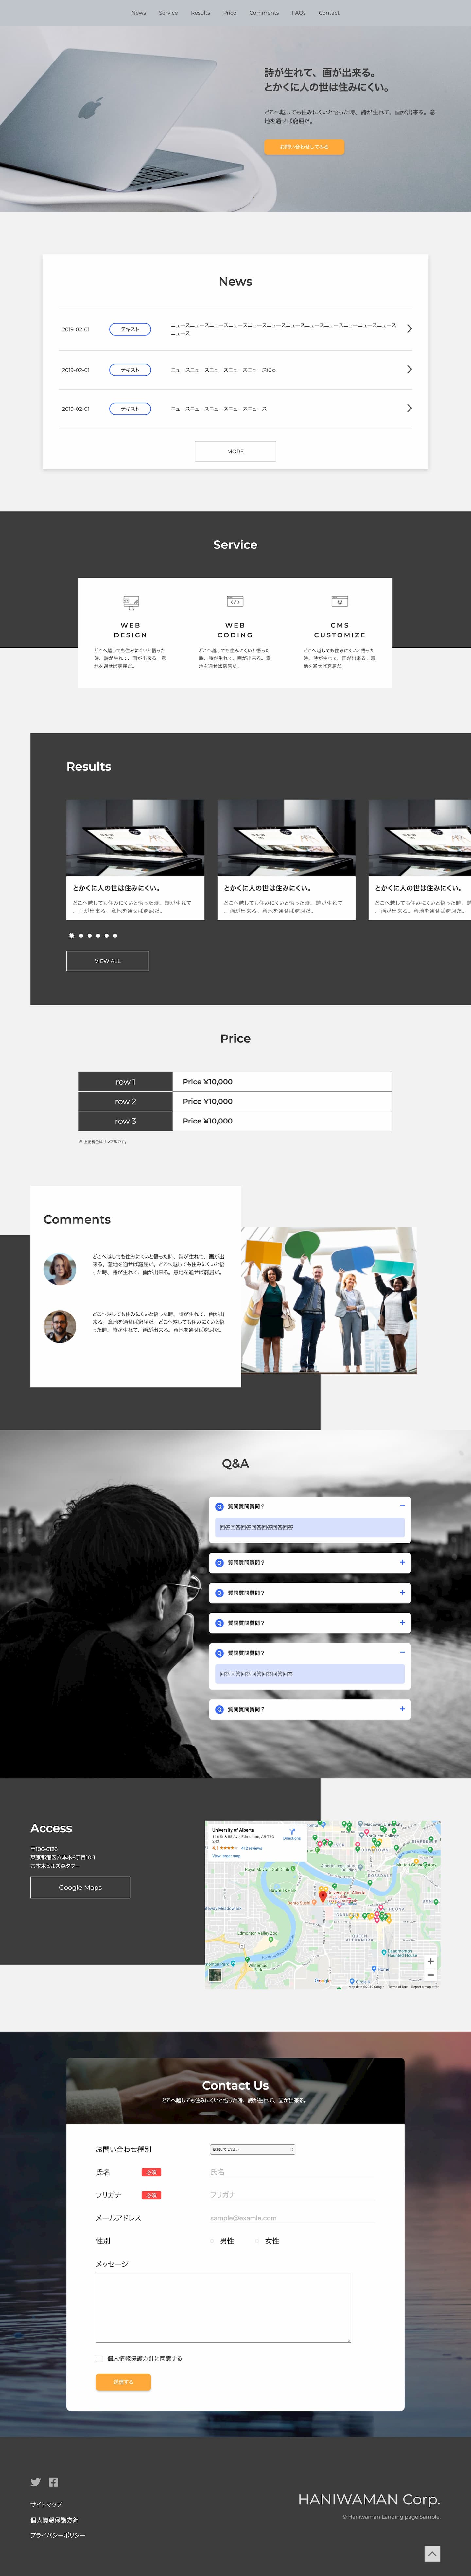 News Service Results Price Comments FAQs Contact
詩が生れて、画が出来る。
とかくに人の世は住みにくい。
どこへ越しても住みにくいと悟った時、詩が生れて、画が出来る。意
地を通せば窮屈だ。
お問い合わせしてみる
News
2019-02-01 テキスト ニュースニュースニュースニュースニュースニュースニュースニュースニュースニューニュースニュース
ニュース
2019-02-01 テキスト ニュースニュースニュースニュースニュースにゅ
2019-02-01 テキスト ニュースニュースニュースニュースニュース
MORE
Service
WEB
DESIGN
どこへ越しても住みにくいと悟った
時、詩が生れて、画が出来る。意
地を通せば窮屈だ。
WEB
CODING
どこへ越しても住みにくいと悟った
時、詩が生れて、画が出来る。意
地を通せば窮屈だ。
CMS
CUSTOMIZE
どこへ越しても住みにくいと悟った
時、詩が生れて、画が出来る。意
地を通せば窮屈だ。
Results
とかくに人の世は住みにくい。
どこへ越しても住みにくいと悟った時、詩が生れて
、画が出来る。意地を通せば窮屈だ。
とかくに人の世は住みにくい。
どこへ越しても住みにくいと悟った時、詩が生れて
、画が出来る。意地を通せば窮屈だ。
とかくに人の世は住みにくい。
どこへ越しても住みにくいと悟った時
、画が出来る。意地を通せば窮屈だ。
VIEW ALL
Price
row 1 Price ¥10,000
row 2 Price ¥10,000
row 3 Price ¥10,000
※ 上記料金はサンプルです。
Comments
どこへ越しても住みにくいと悟った時、詩が生れて、画が出
来る。意地を通せば窮屈だ。どこへ越しても住みにくいと悟
った時、詩が生れて、画が出来る。意地を通せば窮屈だ。
どこへ越しても住みにくいと悟った時、詩が生れて、画が出
来る。意地を通せば窮屈だ。どこへ越しても住みにくいと悟
った時、詩が生れて、画が出来る。意地を通せば窮屈だ。
Q&A
Q 質問質問質問？
回答回答回答回答回答回答回答
Q 質問質問質問？
Q 質問質問質問？
Q 質問質問質問？
Q 質問質問質問？
回答回答回答回答回答回答回答
Q 質問質問質問？
Access
〒106-6126
東京都港区六本木6丁目10-1
六本木ヒルズ森タワー
Google Maps
University of Alberta
116 St & 85 Ave, Edmonton, AB T6G
2R3
4.1 412 reviews
View larger map
Directions
DOWNTOWN
University of Alberta
QUEEN
ALEXANDRA
Edmonton Valley Zoo
Google
Contact Us
どこへ越しても住みにくいと悟った時、詩が生れて、画が出来る。
お問い合わせ種別 選択してください
氏名 必須 氏名
フリガナ 必須 フリガナ
メールアドレス sample@examle.com
性別 男性 女性
メッセージ
個人情報保護方針に同意する
送信する
サイトマップ
個人情報保護方針
プライバシーポリシー
HANIWAMAN Corp.
© Haniwaman Landing page Sample.